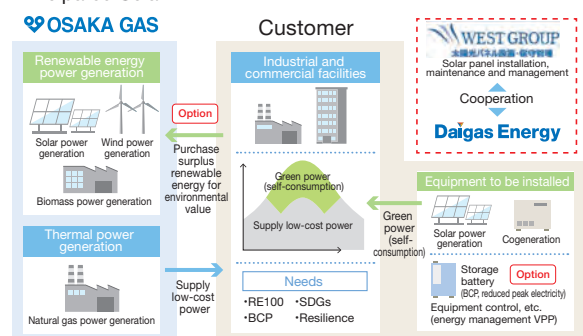 OSAKA GAS
Renewable energy
power generation
Solar power
generation
Wind power
generation
Biomass power generation
Thermal power
generation
Natural gas power generation
Option
Purchase
surplus
renewable
energy for
environmental
value
Supply
low-cost
power
Customer
Industrial and
commercial facilities
Green power
(self-consumption)
Supply low-cost power
Needs
•RE100 •SDGs
•BCP •Resilience
Green
power
(self-
consumption)
WEST GROUP
太陽光パネル設置・保守管理
Solar panel installation,
maintenance and management
Cooperation
Daigas Energy
Equipment to be installed
Solar power
generation
Cogeneration
Storage
battery
Option
(BCP, reduced peak electricity)
Equipment control, etc.
(energy management VPP)